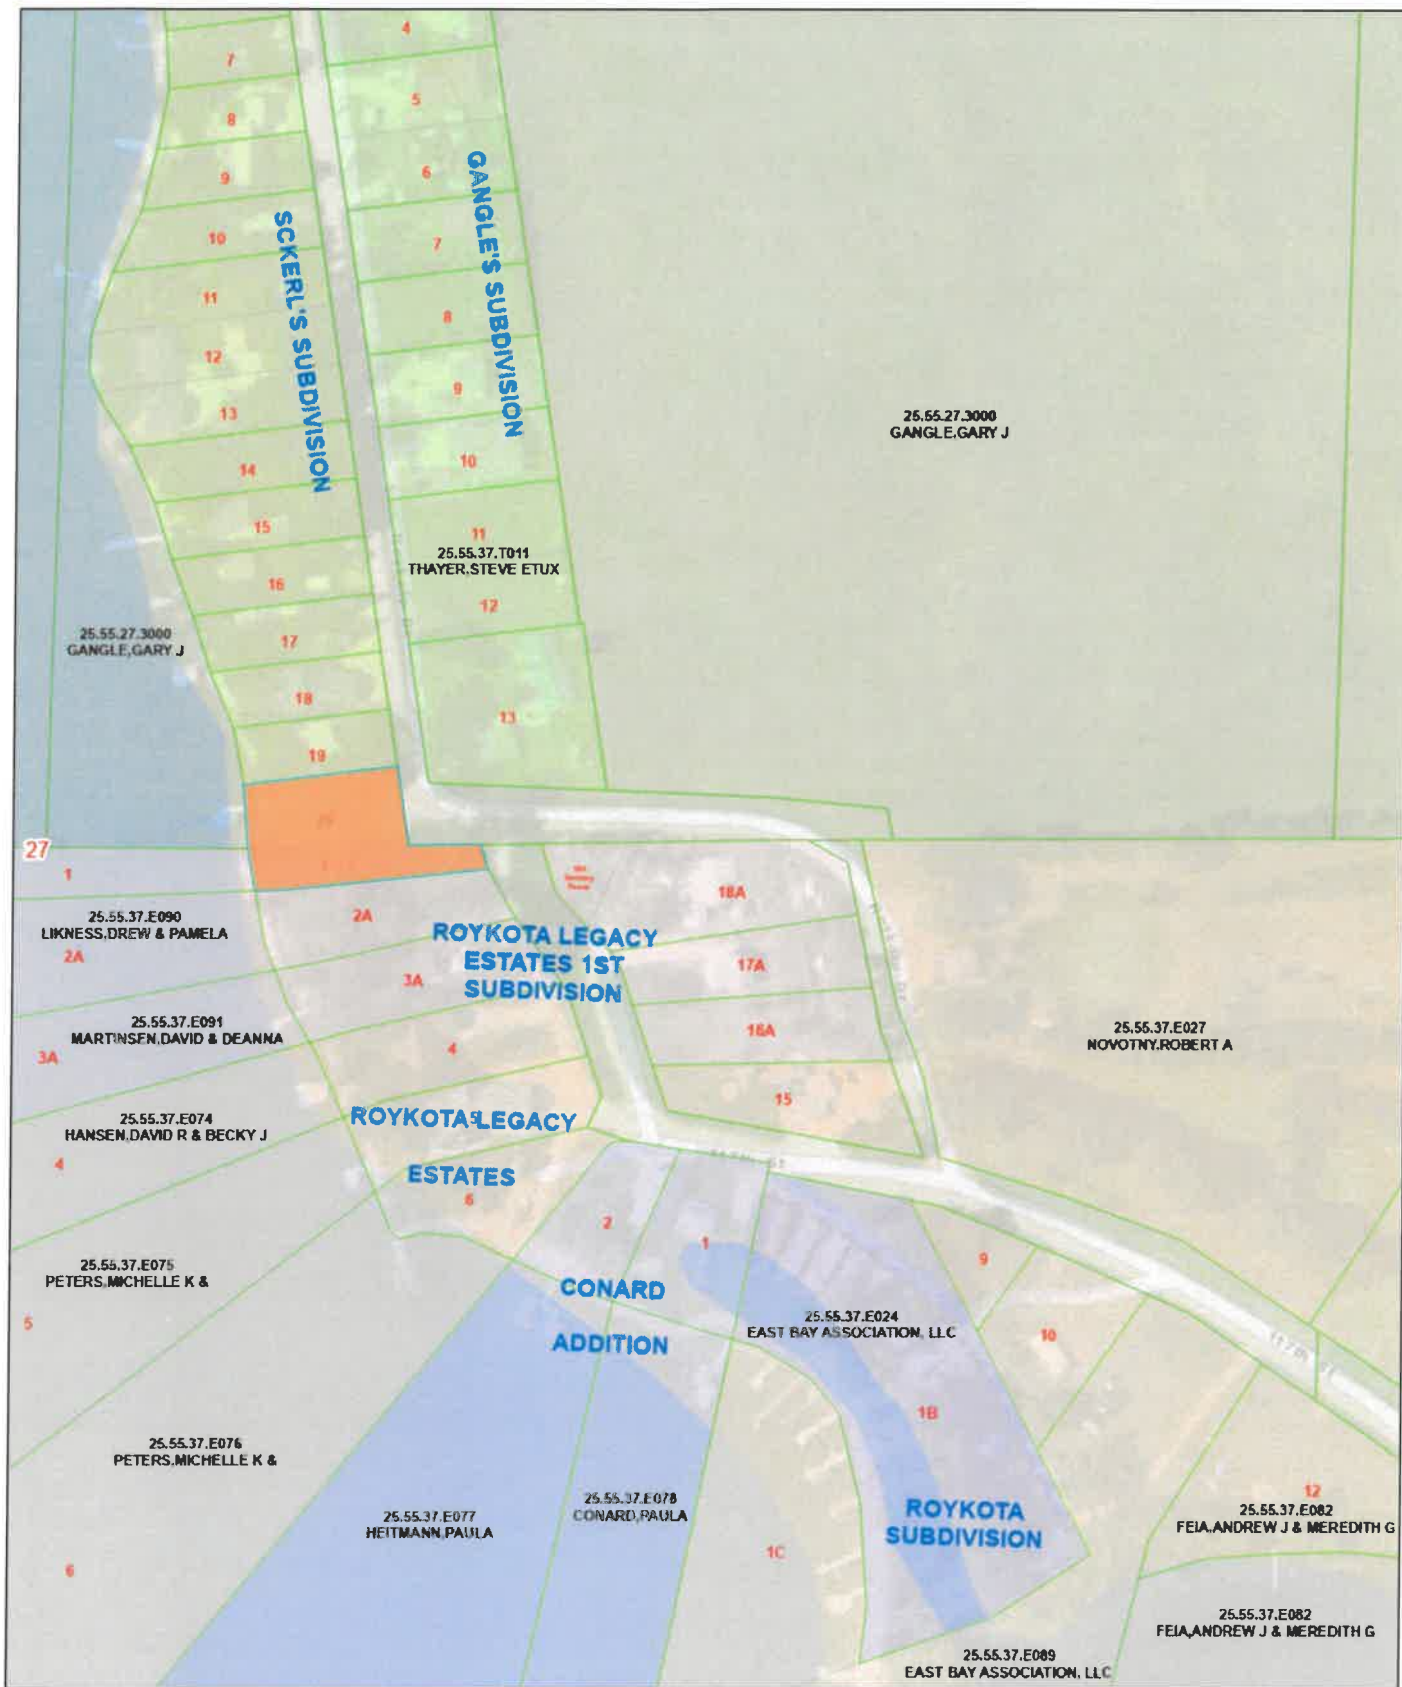 4
7
5
8
6
9
GANGLE'S SUBDIVISION
10
7
SCKERL'S SUBDIVISION
11
8
12
9
13
25.55.27.3000
GANGLE,GARY J
10
14
15
11
25.55.37.T011
THAYER,STEVE ETUX
16
12
25.55.27.3000
GANGLE,GARY J
17
18
13
19
27
1
18A
25.55.37.E090
LIKNESS,DREW & PAMELA
2A
2A
ROYKOTA LEGACY
ESTATES 1ST
SUBDIVISION
17A
3A
25.55.37.E091
MARTINSEN,DAVID & DEANNA
3A
4
16A
25.55.37.E027
NOVOTNY,ROBERT A
15
25.55.37.E074
HANSEN,DAVID R & BECKY J
4
ROYKOTA LEGACY
5
ESTATES
6
2
1
9
25.55.37.E075
PETERS,MICHELLE K &
5
CONARD
ADDITION
25.55.37.E024
EAST BAY ASSOCIATION, LLC
10
1B
25.55.37.E076
PETERS,MICHELLE K &
25.55.37.E077
HEITMANN,PAULA
25.55.37.E078
CONARD,PAULA
ROYKOTA
SUBDIVISION
12
25.55.37.E082
FEIA,ANDREW J & MEREDITH G
1C
6
25.55.37.E082
FEIA,ANDREW J & MEREDITH G
25.55.37.E089
EAST BAY ASSOCIATION, LLC